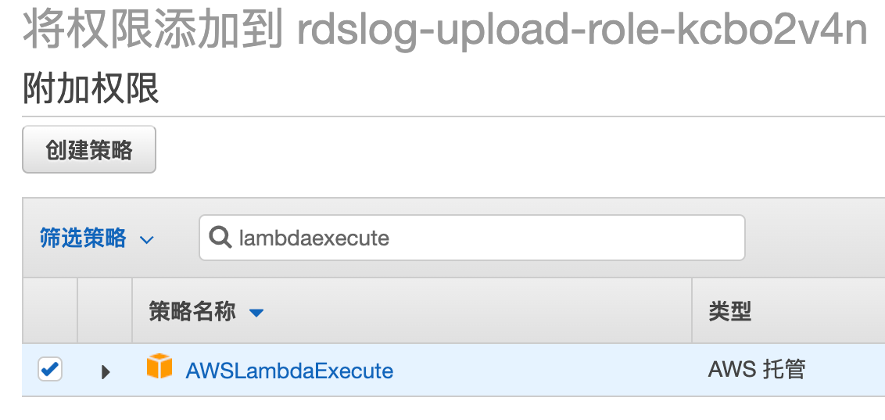 将权限添加到 rdslog-upload-role-kcbo2v4n
附加权限
创建策略
筛选策略 lambdaexecute
策略名称 类型
AWSLambdaExecute AWS 托管